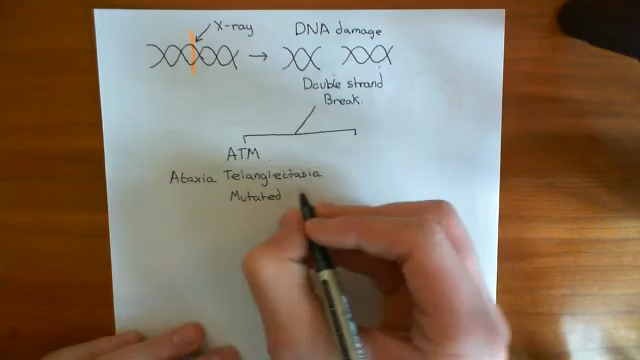 X-ray
DNA damage
Double strand
Break.
ATM
Ataxia Telangiectasia
Mutated